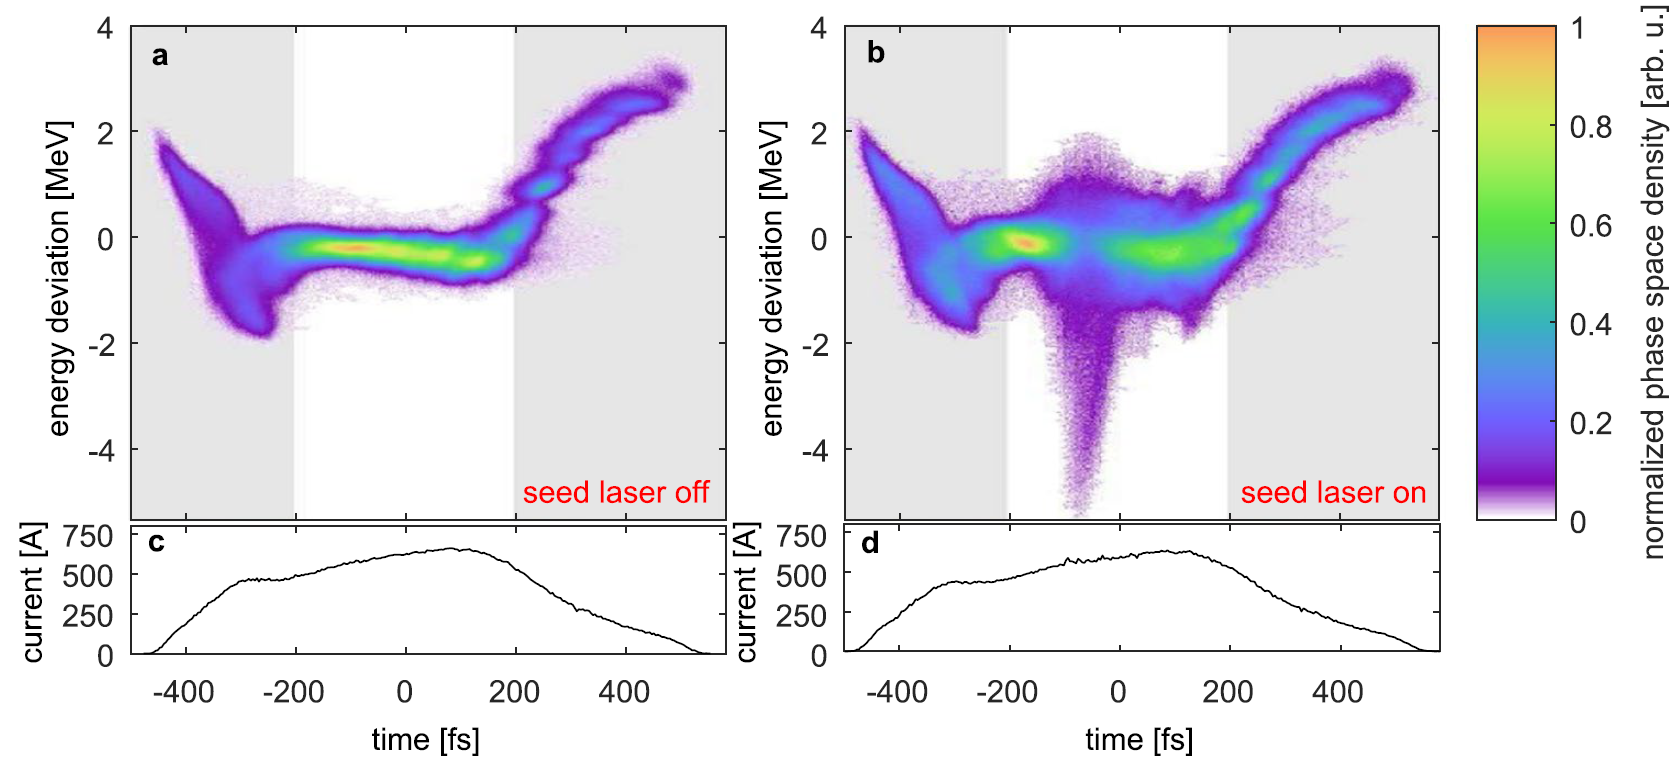 4
2
0
-2
-4
energy deviation [MeV]
a
seed laser off
4
2
0
-2
-4
energy deviation [MeV]
b
seed laser on
1
0.8
0.6
0.4
0.2
0
normalized phase space density [arb. u.]
750
500
250
0
current [A]
c
-400 -200 0 200 400
time [fs]
750
500
250
0
current [A]
d
-400 -200 0 200 400
time [fs]